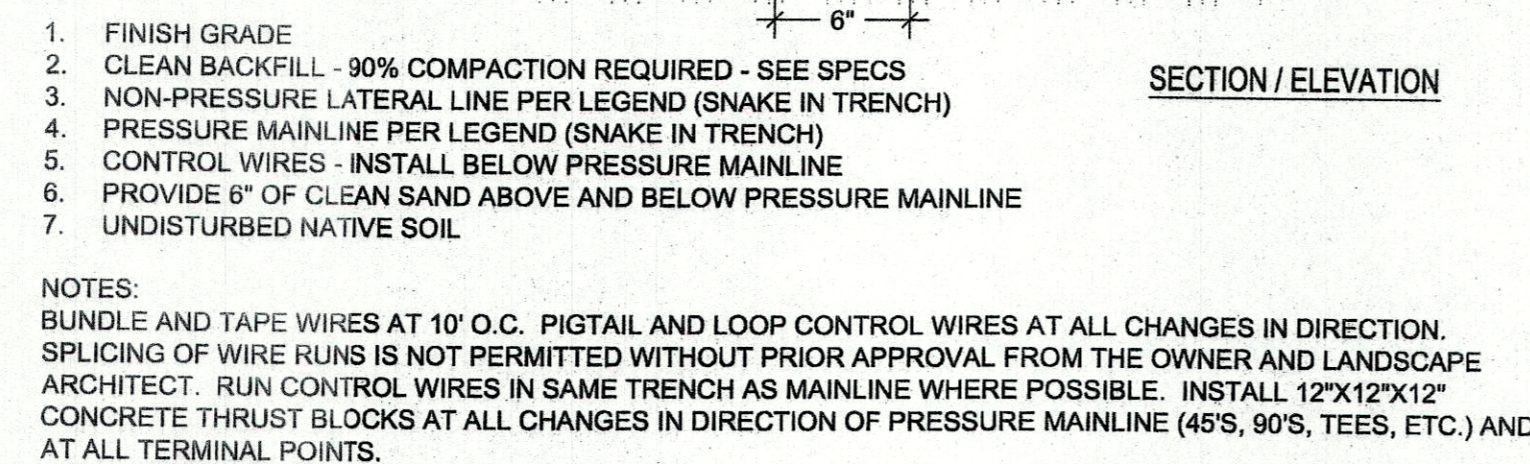 6"
1. FINISH GRADE
2. CLEAN BACKFILL - 90% COMPACTION REQUIRED - SEE SPECS
SECTION / ELEVATION
3. NON-PRESSURE LATERAL LINE PER LEGEND (SNAKE IN TRENCH)
4. PRESSURE MAINLINE PER LEGEND (SNAKE IN TRENCH)
5. CONTROL WIRES - INSTALL BELOW PRESSURE MAINLINE
6. PROVIDE 6" OF CLEAN SAND ABOVE AND BELOW PRESSURE MAINLINE
7. UNDISTURBED NATIVE SOIL
NOTES:
BUNDLE AND TAPE WIRES AT 10' O.C. PIGTAIL AND LOOP CONTROL WIRES AT ALL CHANGES IN DIRECTION.
SPLICING OF WIRE RUNS IS NOT PERMITTED WITHOUT PRIOR APPROVAL FROM THE OWNER AND LANDSCAPE
ARCHITECT. RUN CONTROL WIRES IN SAME TRENCH AS MAINLINE WHERE POSSIBLE. INSTALL 12"X12"X12"
CONCRETE THRUST BLOCKS AT ALL CHANGES IN DIRECTION OF PRESSURE MAINLINE (45'S, 90'S, TEES, ETC.) AND
AT ALL TERMINAL POINTS.